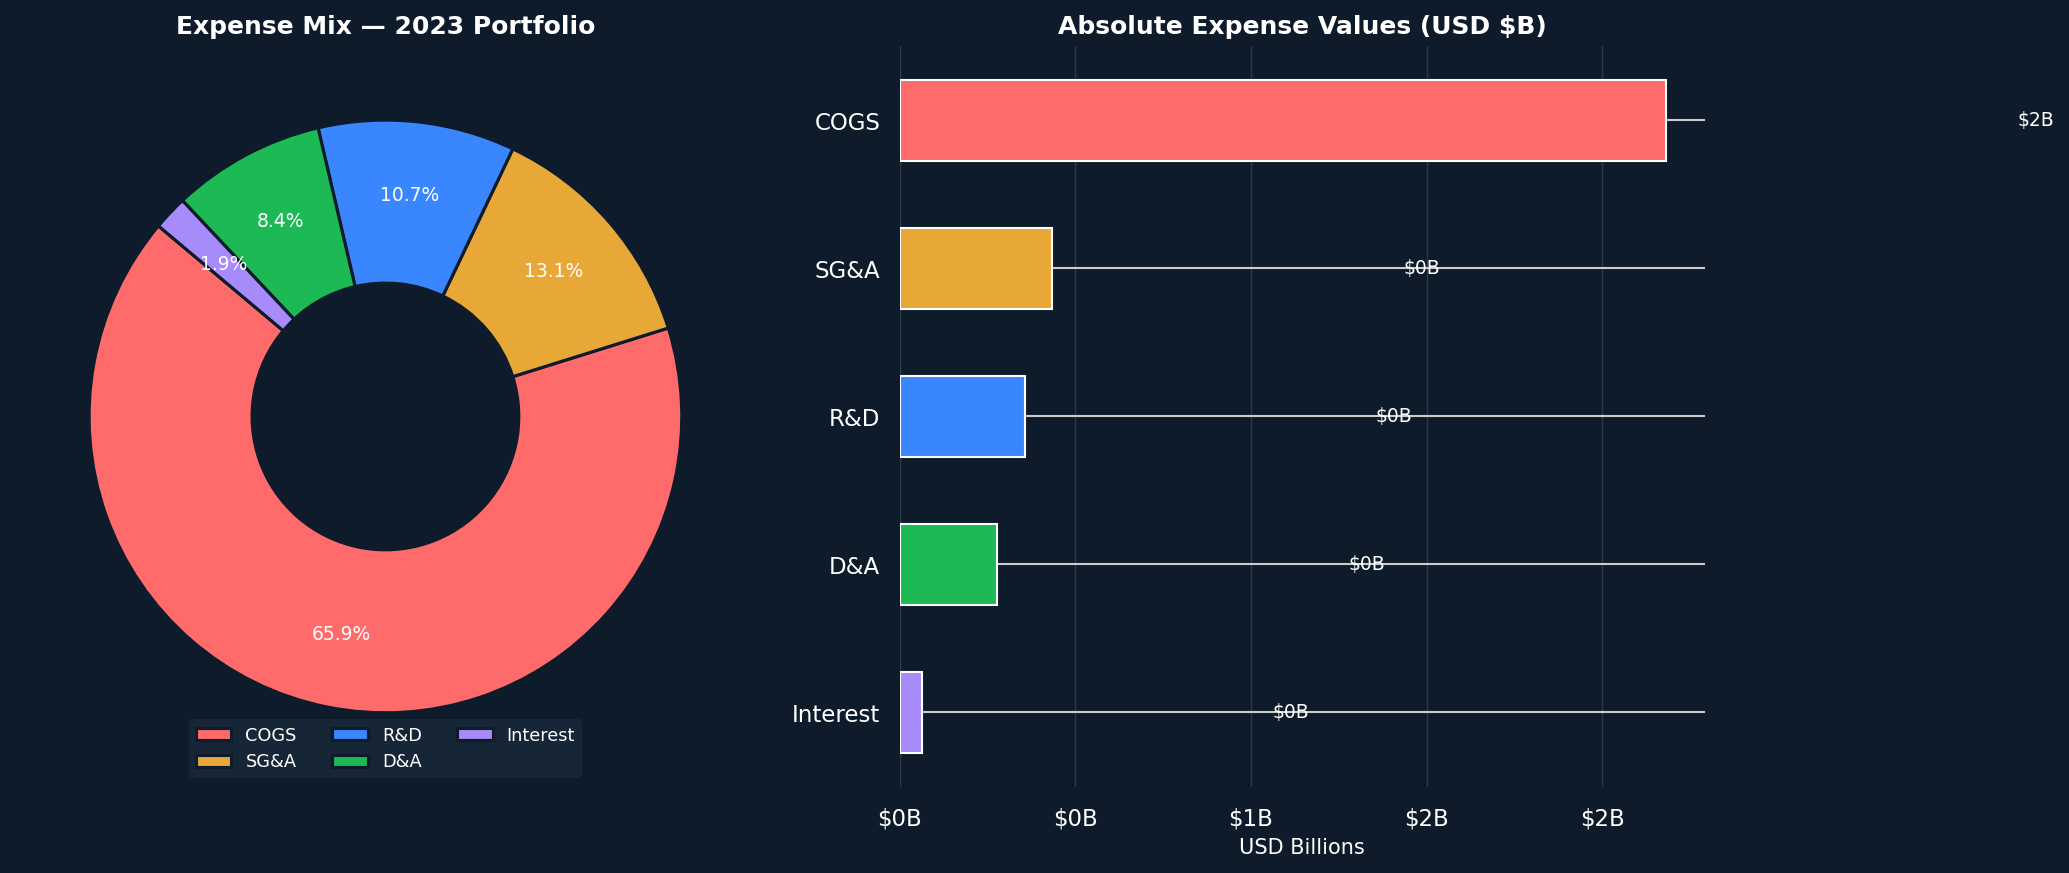 Expense Mix — 2023 Portfolio
10.7%
8.4%
1.9%
13.1%
65.9%
COGS
SG&A
R&D
D&A
Interest
Absolute Expense Values (USD $B)
COGS
$2B
SG&A
$0B
R&D
$0B
D&A
$0B
Interest
$0B
$0B $0B $1B $2B $2B
USD Billions